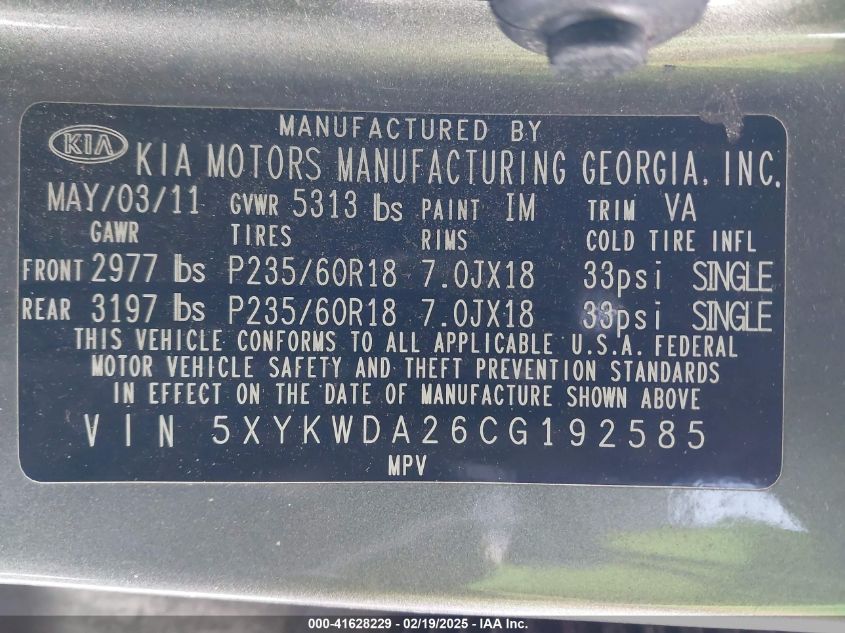 MANUFACTURED BY
KIA KIA MOTORS MANUFACTURING GEORGIA, INC.
MAY/03/11 GVWR 5313 lbs PAINT IM TRIM VA
GAWR TIRES RIMS COLD TIRE INFL
FRONT 2977 lbs P235/60R18 7.0JX18 33psi SINGLE
REAR 3197 lbs P235/60R18 7.0JX18 33psi SINGLE
THIS VEHICLE CONFORMS TO ALL APPLICABLE U.S.A. FEDERAL
MOTOR VEHICLE SAFETY AND THEFT PREVENTION STANDARDS
IN EFFECT ON THE DATE OF MANUFACTURE SHOWN ABOVE
VIN 5XYKWDA26CG192585
MPV
000-41628229 - 02/19/2025 - IAA Inc.